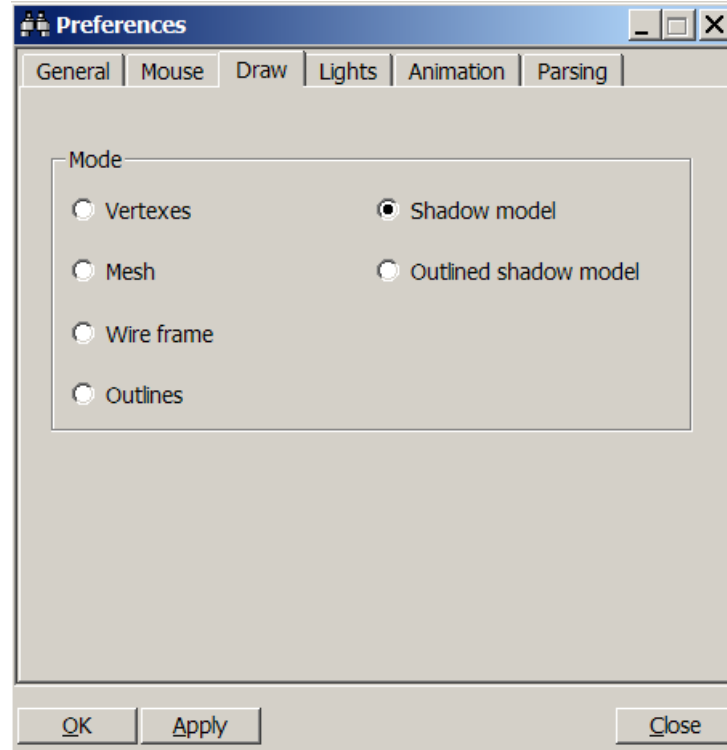 Preferences
General Mouse Draw Lights Animation Parsing
Mode
Vertexes Shadow model
Mesh Outlined shadow model
Wire frame
Outlines
OK Apply Close